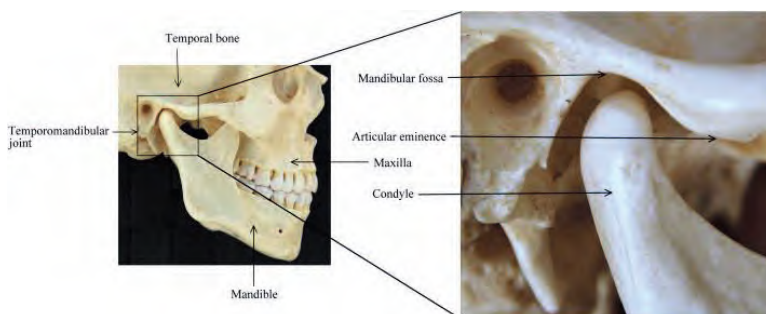 Temporal bone
Temporomandibular
joint
Maxilla
Mandible
Mandibular fossa
Articular eminence
Condyle